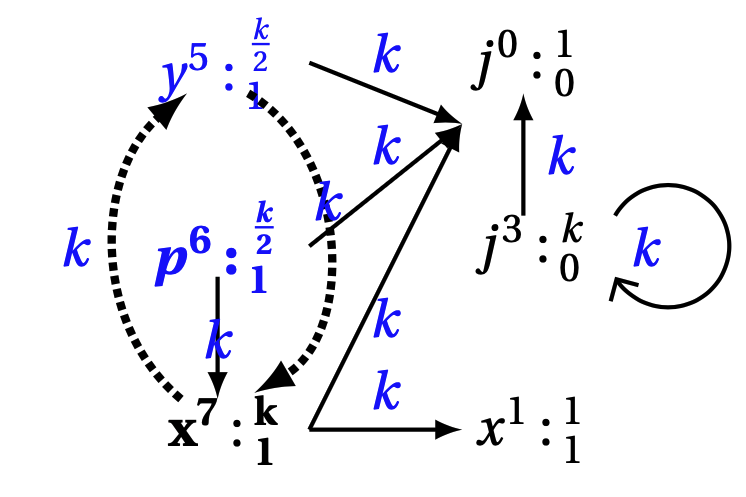 y⁵ : k/2 1 k j⁰ : 1 0
k k
k
k p⁶ : k/2 1 j³ : k 0 k
k k
k
x⁷ : k 1 x¹ : 1 1